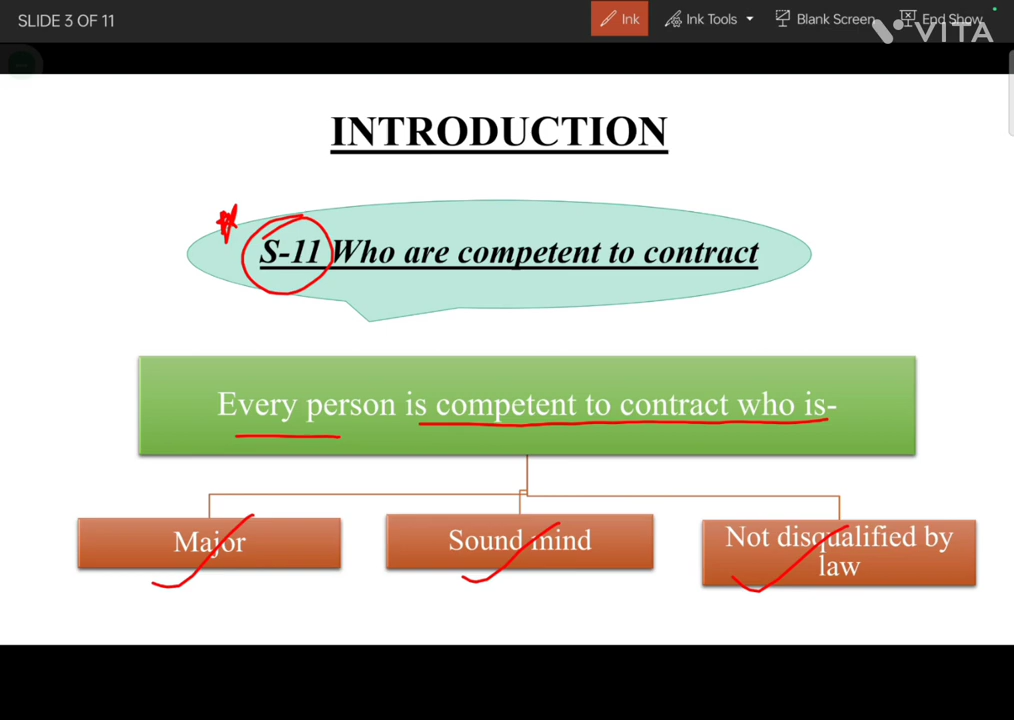 SLIDE 3 OF 11
Ink
Ink Tools
Blank Screen
End Show
VITA
INTRODUCTION
S-11 Who are competent to contract
Every person is competent to contract who is-
Major
Sound mind
Not disqualified by
law